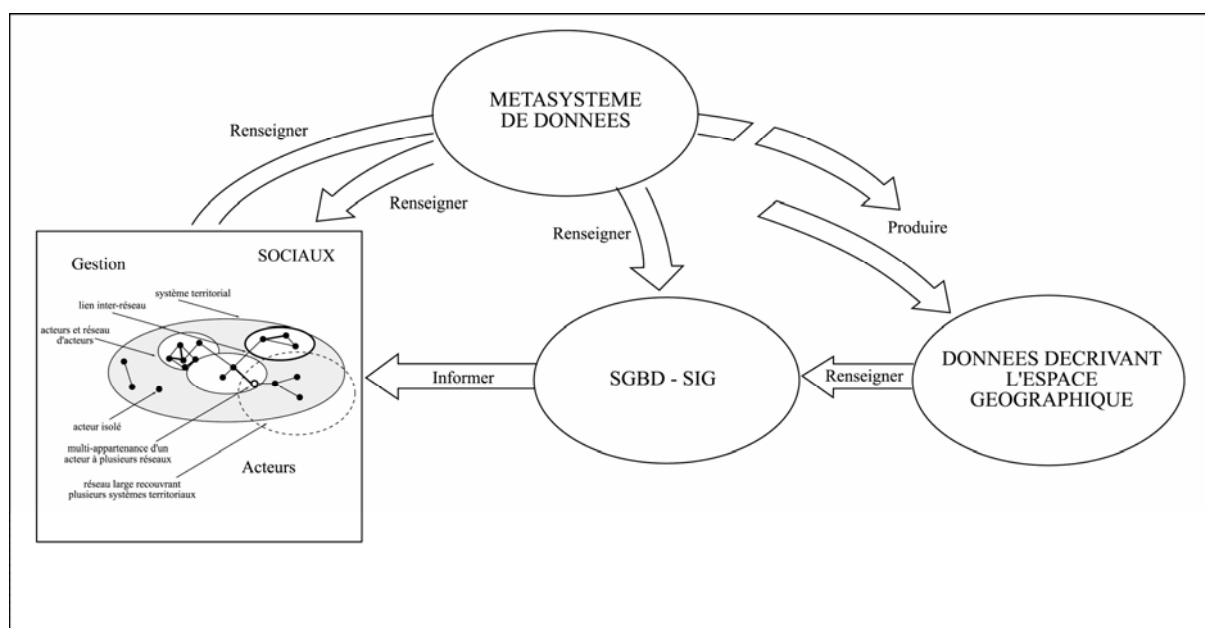 METASYSTEME
DE DONNEES
Renseigner
Renseigner
Renseigner
Produire
Gestion
SOCIAUX
système territorial
lien inter-réseau
acteurs et réseau
d'acteurs
acteur isolé
multi-appartenance d'un
acteur à plusieurs réseaux
Acteurs
réseau large recouvrant
plusieurs systèmes territoriaux
Informer
SGBD - SIG
Renseigner
DONNEES DECRIVANT
L'ESPACE
GEOGRAPHIQUE